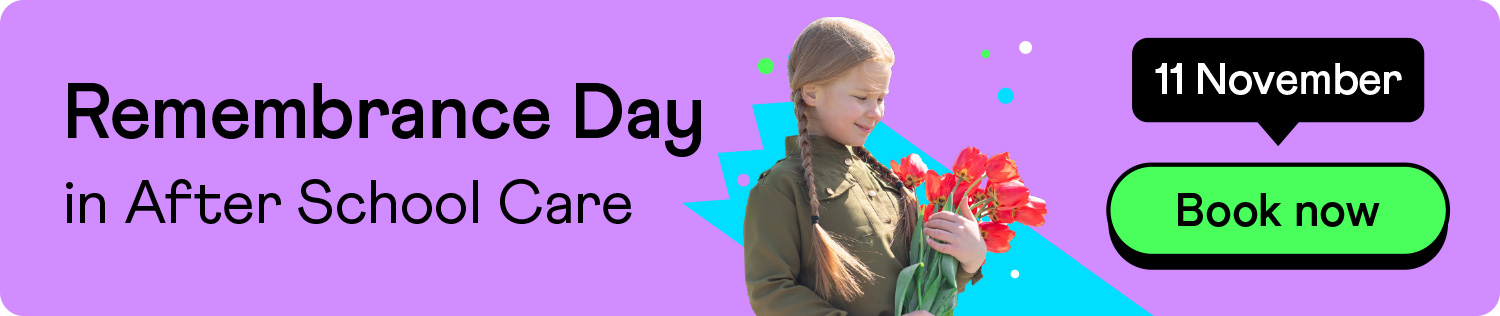 Remembrance Day
in After School Care
11 November
Book now